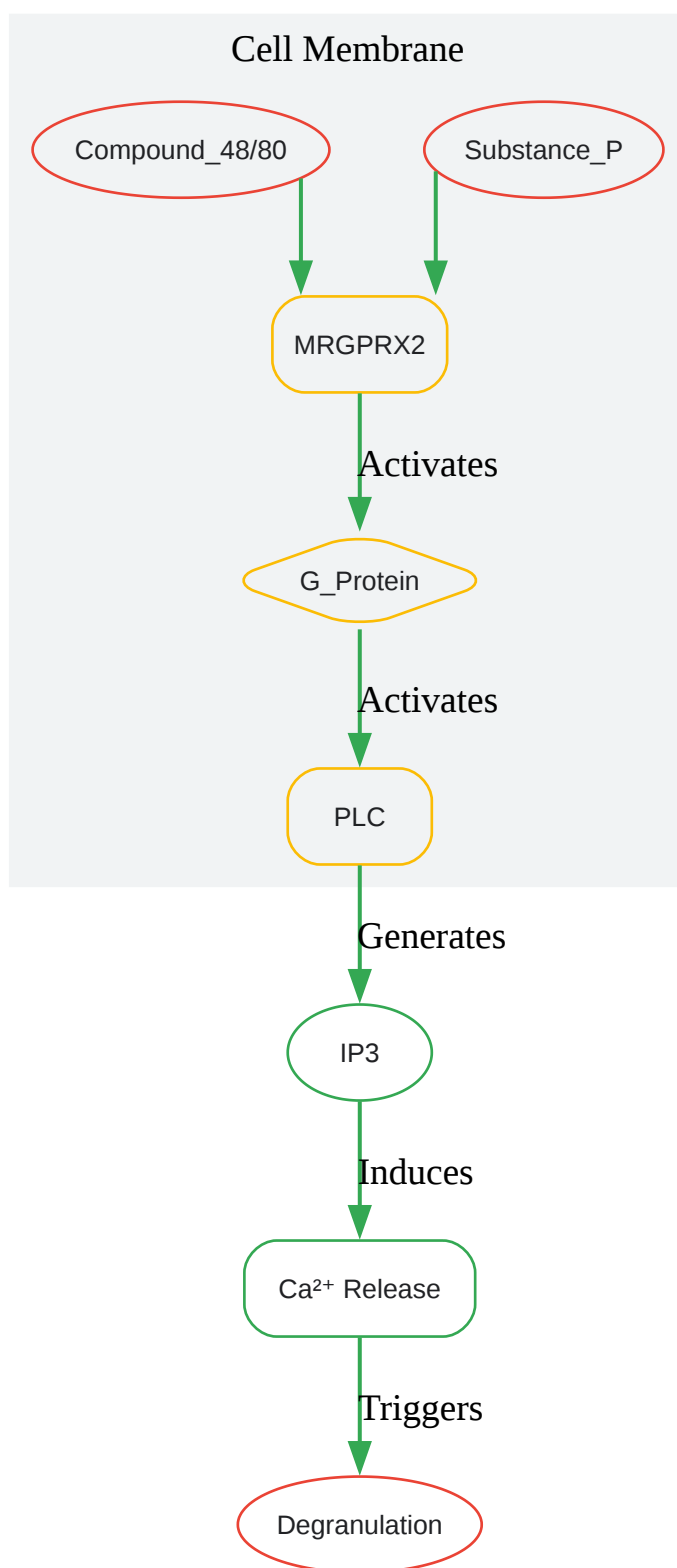 Cell Membrane
Compound_48/80
Substance_P
MRGPRX2
Activates
G_Protein
Activates
PLC
Generates
IP3
Induces
Ca²⁺ Release
Triggers
Degranulation